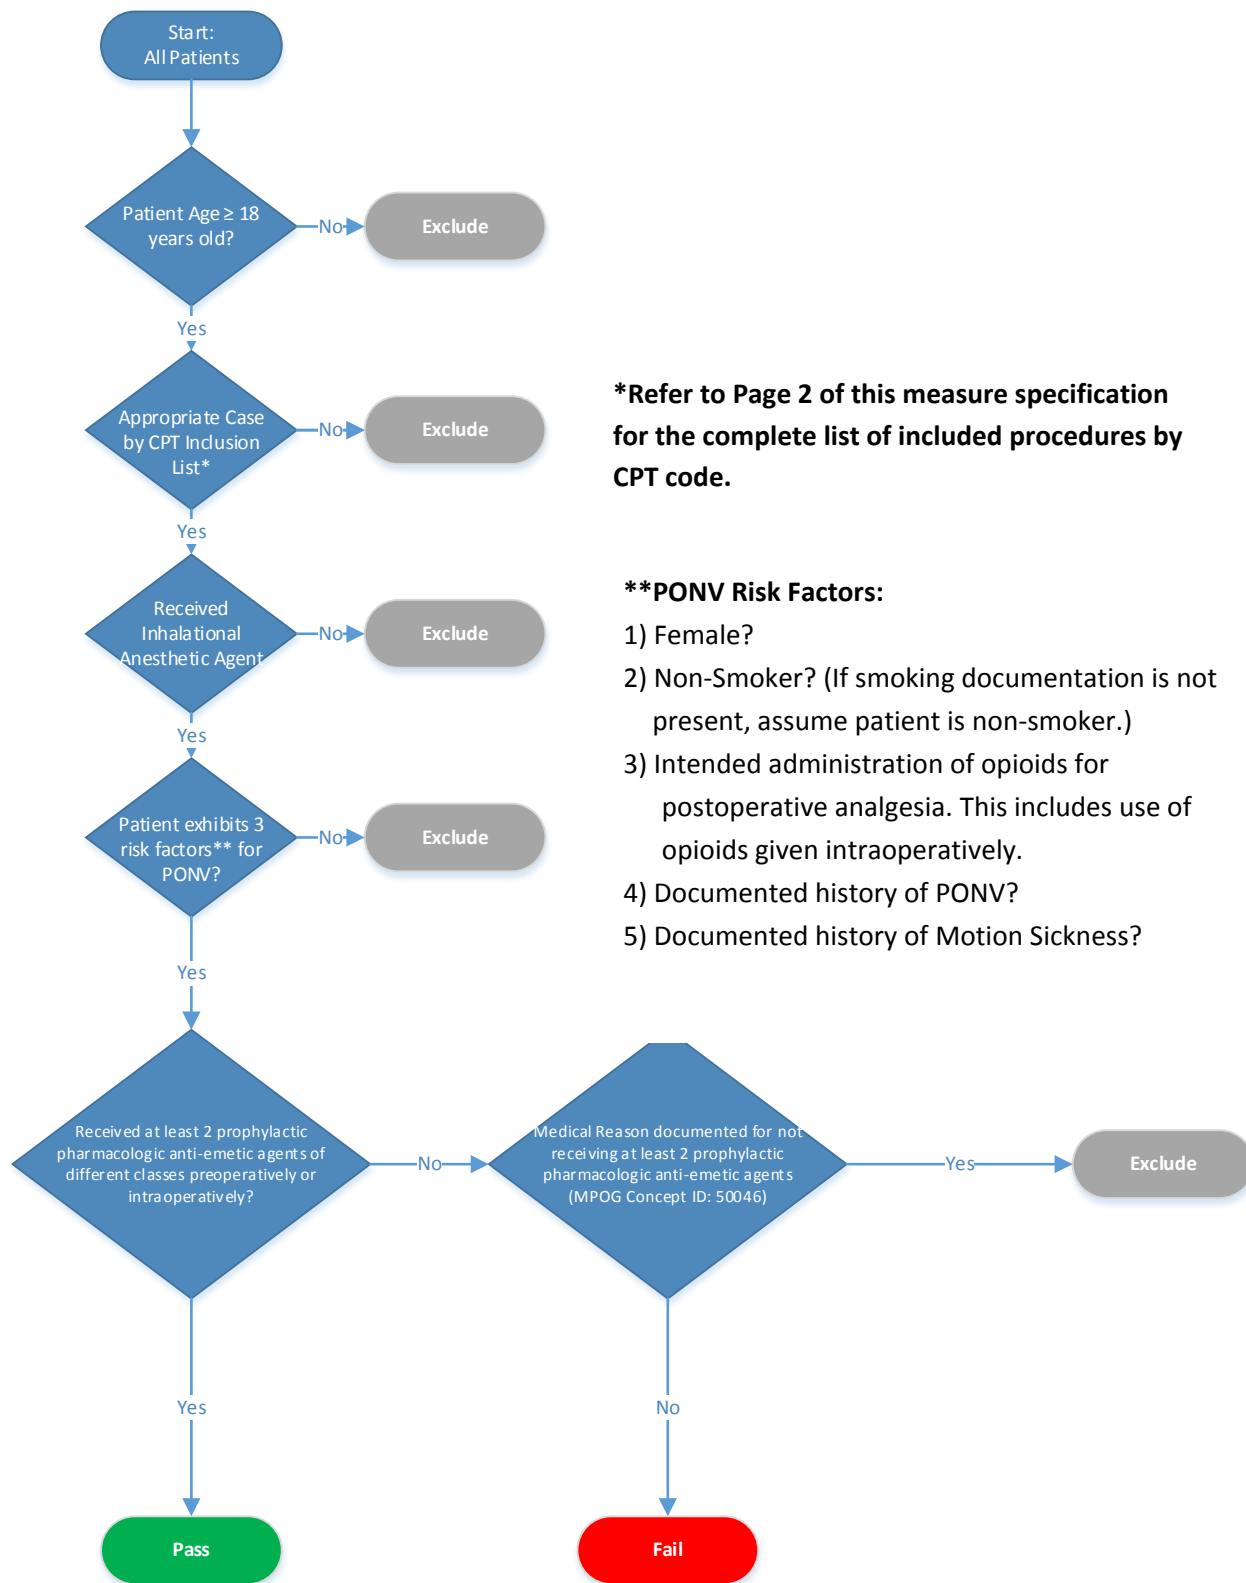 Start:
All Patients
Patient Age ≥ 18
years old?
No
Exclude
Yes
Appropriate Case
by CPT Inclusion
List*
No
Exclude
*Refer to Page 2 of this measure specification
for the complete list of included procedures by
CPT code.
Yes
Received
Inhalational
Anesthetic Agent
No
Exclude
**PONV Risk Factors:
1) Female?
2) Non-Smoker? (If smoking documentation is not
present, assume patient is non-smoker.)
3) Intended administration of opioids for
postoperative analgesia. This includes use of
opioids given intraoperatively.
4) Documented history of PONV?
5) Documented history of Motion Sickness?
Yes
Patient exhibits 3
risk factors** for
PONV?
No
Exclude
Yes
Received at least 2 prophylactic
pharmacologic anti-emetic agents of
different classes preoperatively or
intraoperatively?
No
Medical Reason documented for not
receiving at least 2 prophylactic
pharmacologic anti-emetic agents
(MPOG Concept ID: 50046)
Yes
Exclude
Yes
No
Pass
Fail